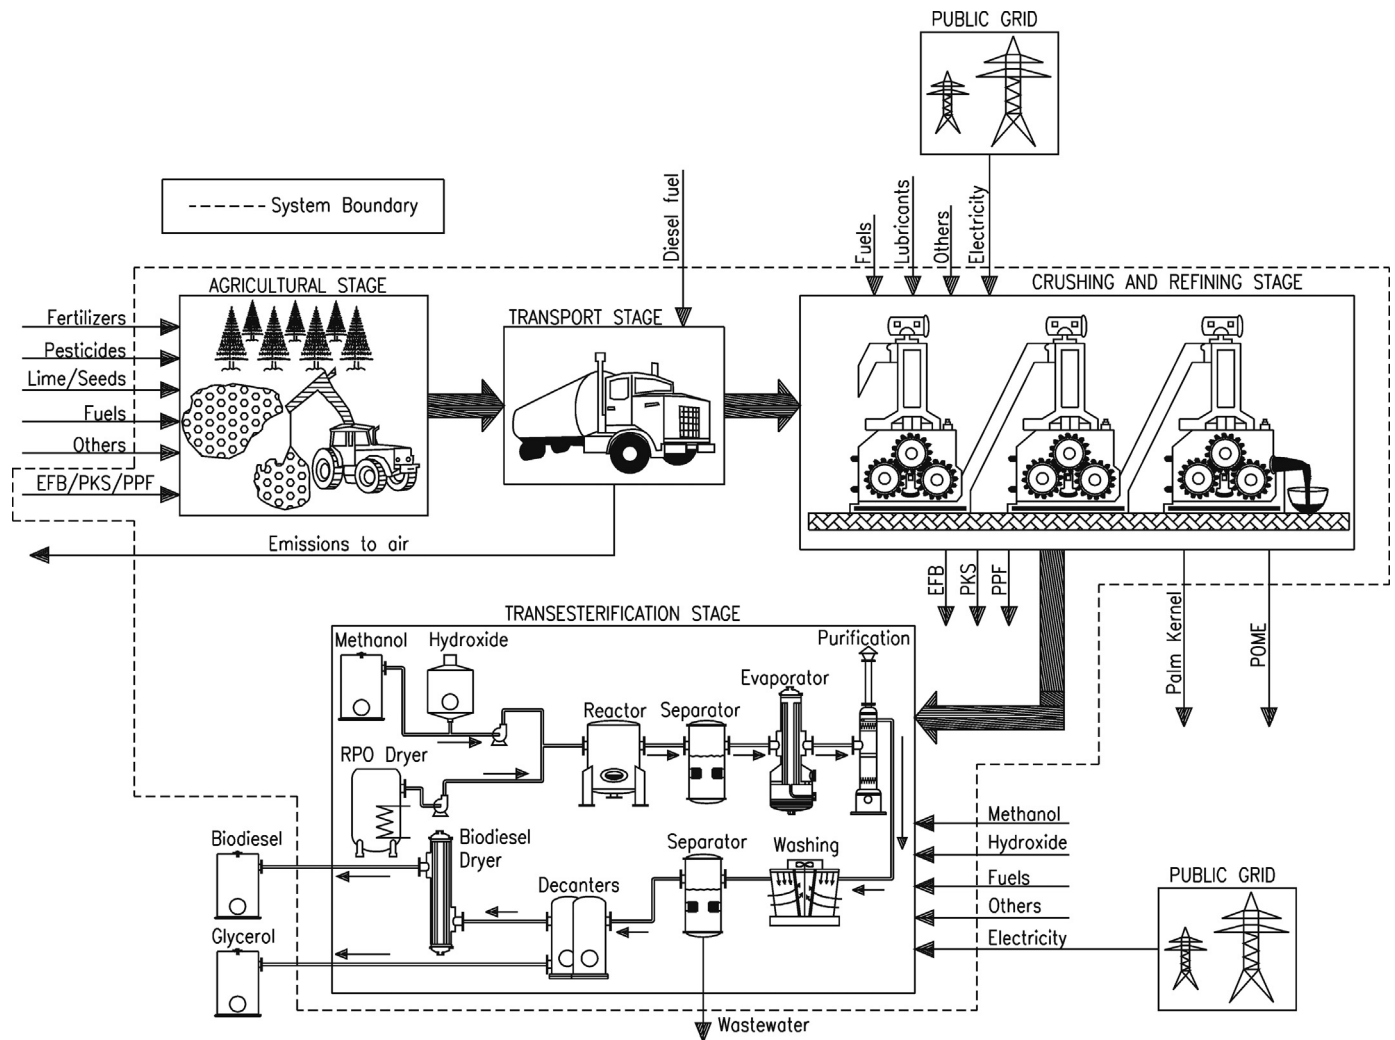 PUBLIC GRID
System Boundary
Diesel fuel
Fuels
Lubricants
Others
Electricity
AGRICULTURAL STAGE
TRANSPORT STAGE
CRUSHING AND REFINING STAGE
Fertilizers
Pesticides
Lime/Seeds
Fuels
Others
EFB/PKS/PPF
Emissions to air
EFB
PKS
PPF
Palm Kernel
POME
TRANSESTERIFICATION STAGE
Methanol
Hydroxide
Purification
Evaporator
Reactor
Separator
RPO Dryer
Biodiesel
Biodiesel
Dryer
Separator
Washing
Decanters
Glycerol
Methanol
Hydroxide
Fuels
Others
Electricity
PUBLIC GRID
Wastewater